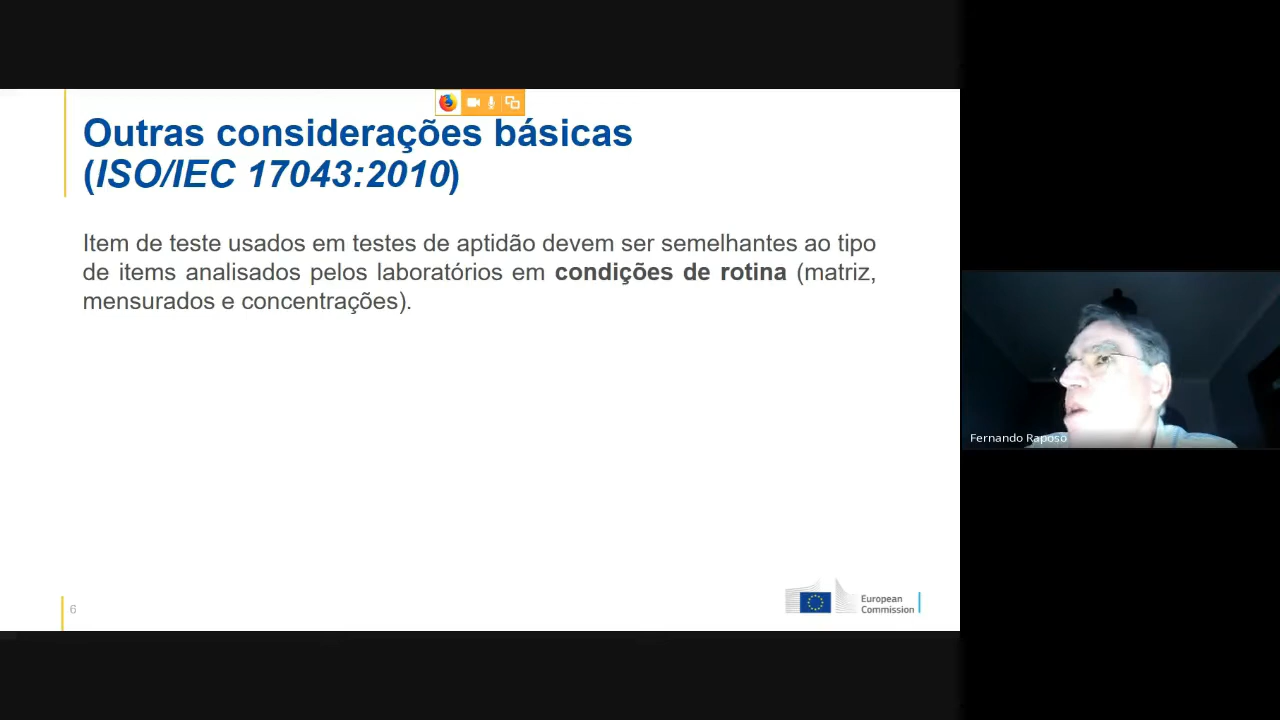 Outras considerações básicas
(ISO/IEC 17043:2010)
Item de teste usados em testes de aptidão devem ser semelhantes ao tipo
de items analisados pelos laboratórios em condições de rotina (matriz,
mensurados e concentrações).
Fernando Raposo
6
European
Commission